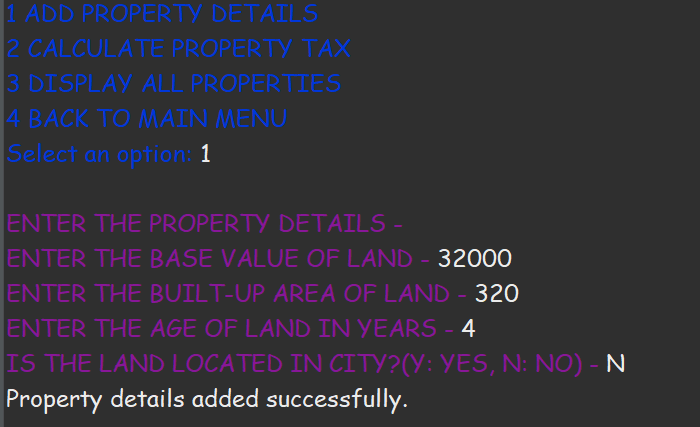 1 ADD PROPERTY DETAILS
2 CALCULATE PROPERTY TAX
3 DISPLAY ALL PROPERTIES
4 BACK TO MAIN MENU
Select an option: 1
ENTER THE PROPERTY DETAILS -
ENTER THE BASE VALUE OF LAND - 32000
ENTER THE BUILT-UP AREA OF LAND - 320
ENTER THE AGE OF LAND IN YEARS - 4
IS THE LAND LOCATED IN CITY?(Y: YES, N: NO) - N
Property details added successfully.